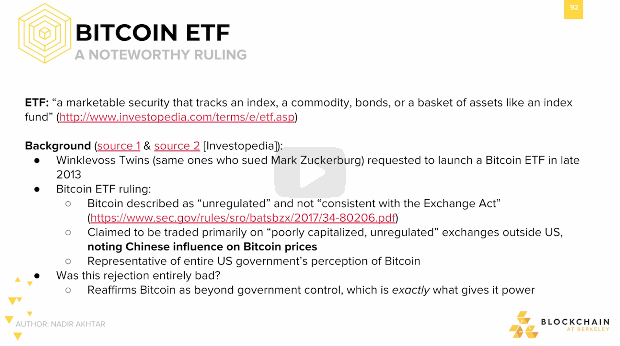 92
BITCOIN ETF
A NOTEWORTHY RULING
ETF: “a marketable security that tracks an index, a commodity, bonds, or a basket of assets like an index
fund” (http://www.investopedia.com/terms/e/etf.asp)
Background (source 1 & source 2 [Investopedia]):
● Winklevoss Twins (same ones who sued Mark Zuckerburg) requested to launch a Bitcoin ETF in late
2013
● Bitcoin ETF ruling:
○ Bitcoin described as “unregulated” and not “consistent with the Exchange Act”
(https://www.sec.gov/rules/sro/batsbzx/2017/34-80206.pdf)
○ Claimed to be traded primarily on “poorly capitalized, unregulated” exchanges outside US,
noting Chinese influence on Bitcoin prices
○ Representative of entire US government’s perception of Bitcoin
● Was this rejection entirely bad?
○ Reaffirms Bitcoin as beyond government control, which is exactly what gives it power
AUTHOR: NADIR AKHTAR
BLOCKCHAIN
AT BERKELEY